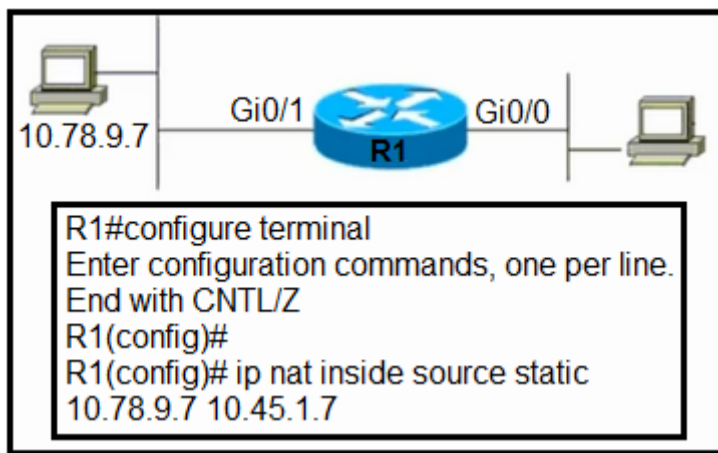 10.78.9.7
Gi0/1
R1
Gi0/0
R1#configure terminal
Enter configuration commands, one per line.
End with CNTL/Z
R1(config)#
R1(config)# ip nat inside source static
10.78.9.7 10.45.1.7